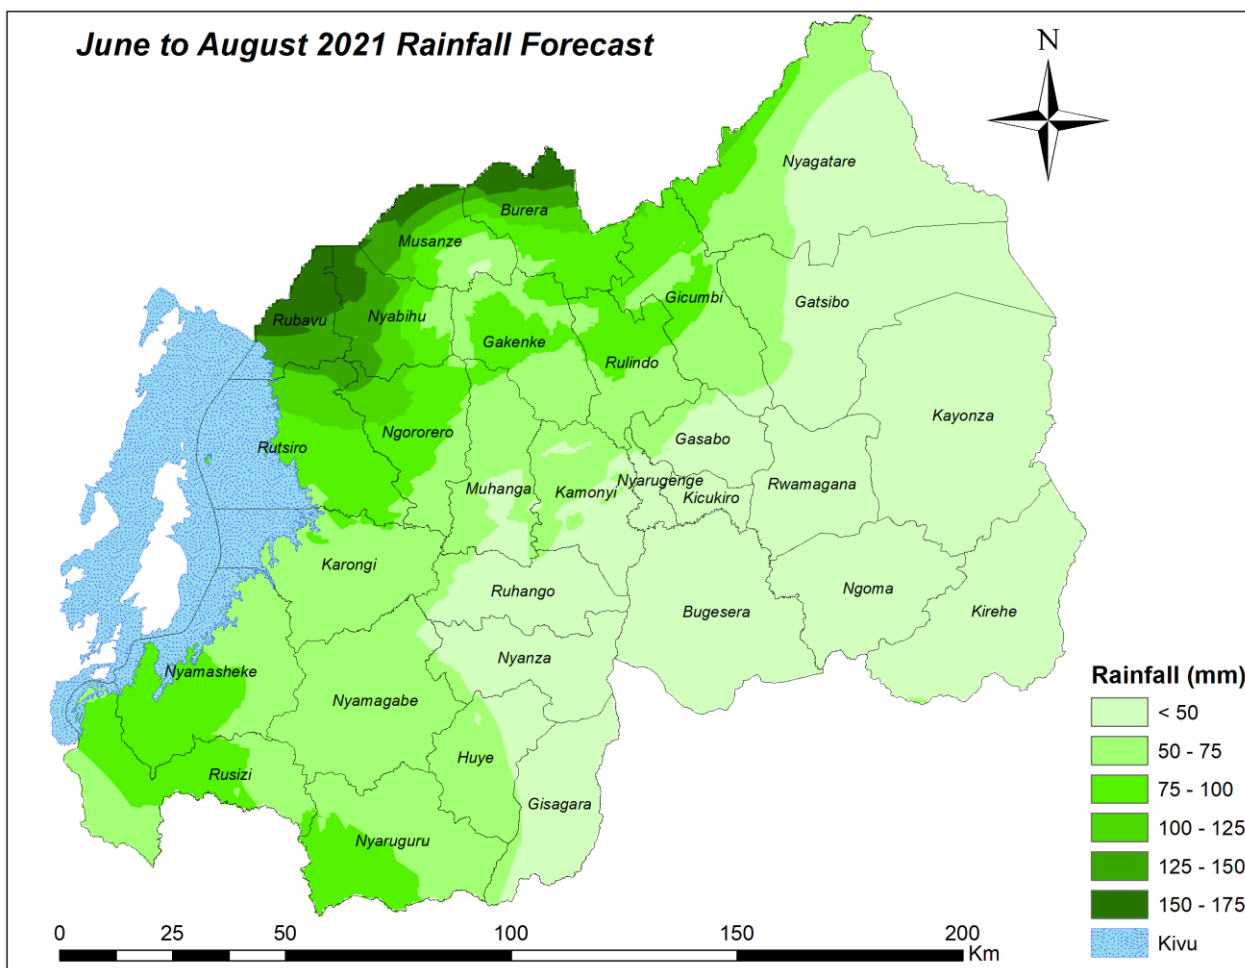 June to August 2021 Rainfall Forecast
N
Nyagatare
Burera
Musanze
Gicumbi
Gatsibo
Rubavu
Nyabihu
Gakenke
Rulindo
Kayonza
Ngororero
Gasabo
Rutsiro
Muhanga
Kamonyi
Nyarugenge
Kicukiro
Rwamagana
Karongi
Ruhango
Bugesera
Ngoma
Kirehe
Nyamasheke
Nyanza
Nyamagabe
Huye
Rusizi
Gisagara
Nyaruguru
Rainfall (mm)
< 50
50 - 75
75 - 100
100 - 125
125 - 150
150 - 175
Kivu
0 25 50 100 150 200
Km